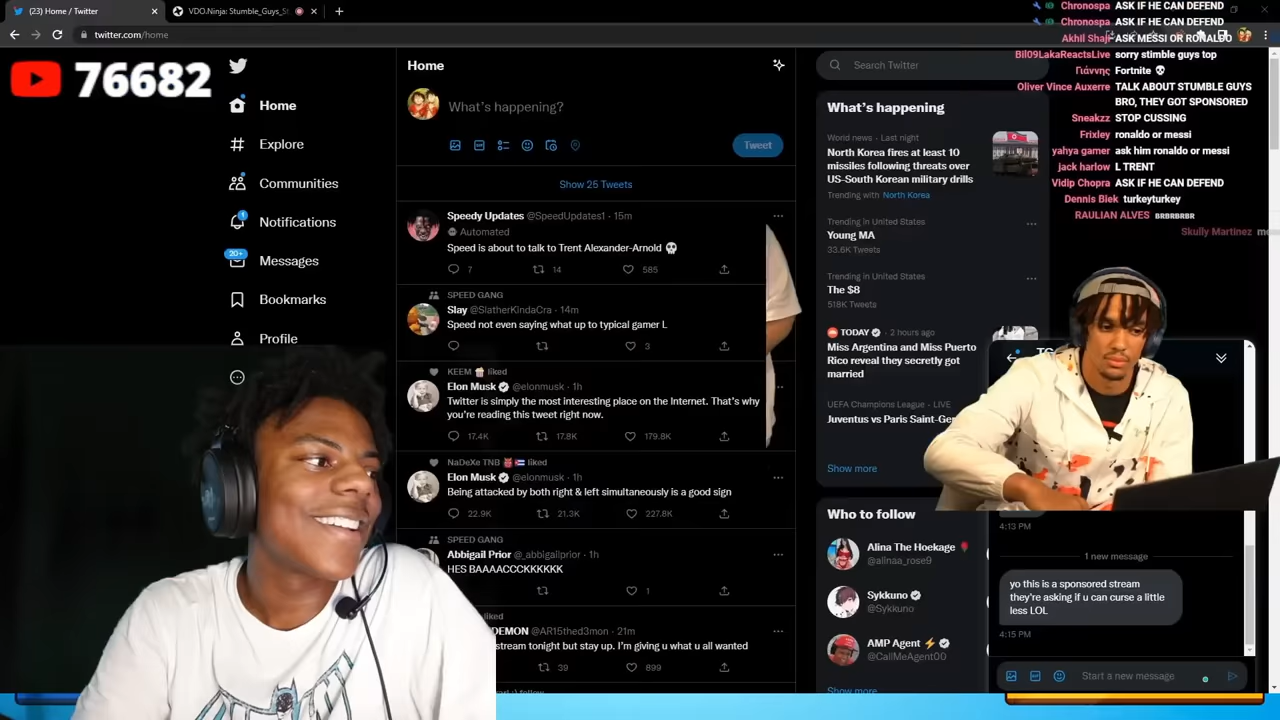 (23) Home / Twitter
VDO.Ninja: Stumble_Guys_St
twitter.com/home
76682
Home
Explore
Communities
Notifications
1
Messages
20+
Bookmarks
Profile
Home
What's happening?
Tweet
Show 25 Tweets
Speedy Updates @SpeedUpdates1 · 15m
Automated
Speed is about to talk to Trent Alexander-Arnold 💀
7
14
585
SPEED GANG
Slay @SlatherKindaCra · 14m
Speed not even saying what up to typical gamer L
3
KEEM 🍿 liked
Elon Musk @elonmusk · 1h
Twitter is simply the most interesting place on the Internet. That's why
you're reading this tweet right now.
17.4K
17.8K
179.8K
NaDeXe TNB 👹🇨🇺 liked
Elon Musk @elonmusk · 1h
Being attacked by both right & left simultaneously is a good sign
22.9K
21.3K
227.8K
SPEED GANG
Abbigail Prior @_abbigailprior · 1h
HES BAAAACCCKKKKKK
1
liked
DEMON @AR15thed3mon · 21m
stream tonight but stay up. I'm giving u what u all wanted
39
899
Search Twitter
What's happening
World news · Last night
North Korea fires at least 10
missiles following threats over
US-South Korean military drills
Trending with North Korea
Trending in United States
Young MA
33.6K Tweets
Trending in United States
The $8
518K Tweets
TODAY · 2 hours ago
Miss Argentina and Miss Puerto
Rico reveal they secretly got
married
UEFA Champions League · LIVE
Juventus vs Paris Saint-Ger
Show more
Who to follow
Alina The Hoekage 🌹
@alinaa_rose9
Sykkuno
@Sykkuno
AMP Agent ⚡
@CallMeAgent00
Show more
Chronospa ASK IF HE CAN DEFEND
Chronospa ASK IF HE CAN DEFEND
Akhil Shaji ASK MESSI OR RONALDO
Bil09LakaReactsLive sorry stimble guys top
Γιάννης Fortnite 💀
Oliver Vince Auxerre TALK ABOUT STUMBLE GUYS
BRO, THEY GOT SPONSORED
Sneakzz STOP CUSSING
Frixley ronaldo or messi
yahya gamer ask him ronaldo or messi
jack harlow L TRENT
Vidip Chopra ASK IF HE CAN DEFEND
Dennis Biek turkeyturkey
RAULIAN ALVES BRBRBRBR
Skully Martinez
4:13 PM
1 new message
yo this is a sponsored stream
they're asking if u can curse a little
less LOL
4:15 PM
Start a new message